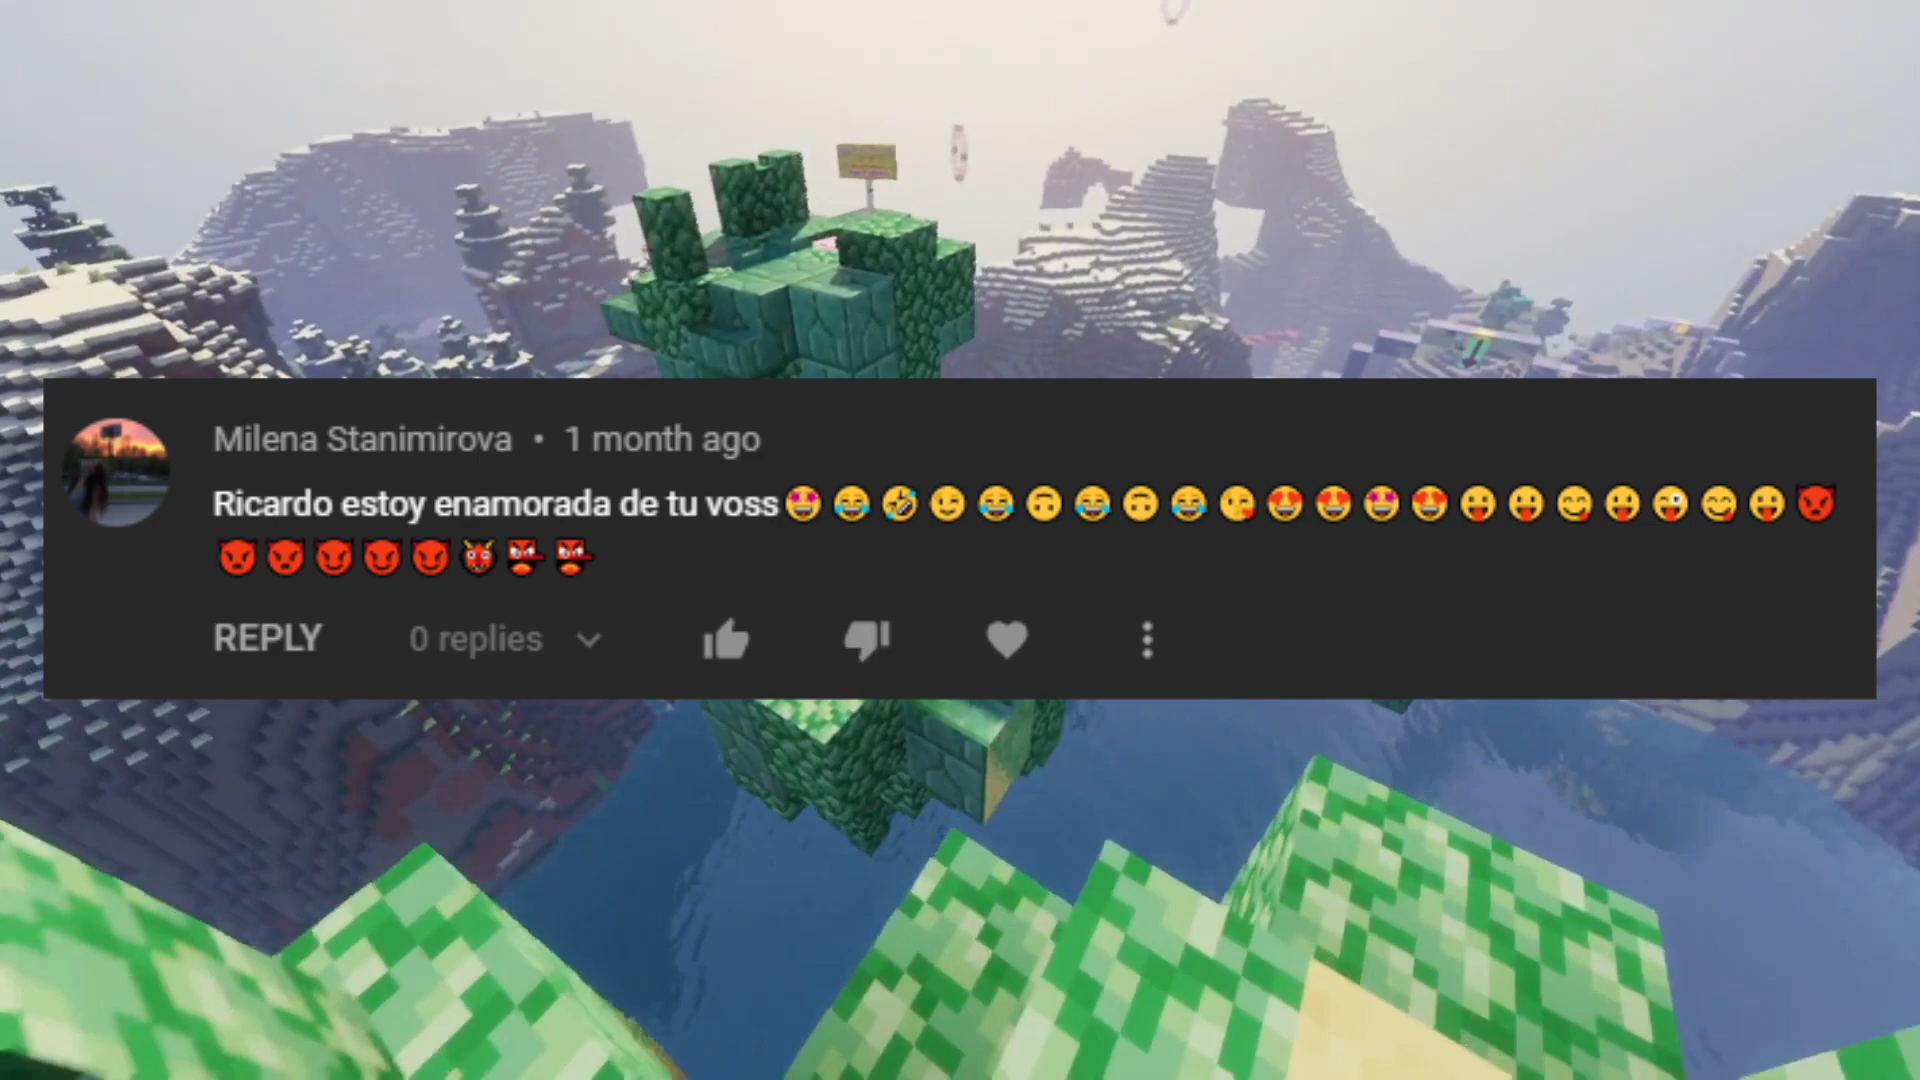 Milena Stanimirova • 1 month ago
Ricardo estoy enamorada de tu voss🤩😂🤣😉😂🙃😂🙃😂😘😍😍🤩😍😛😛😋😛😜😋😛👿
👿👿😈😈😈👹👺👺
REPLY 0 replies